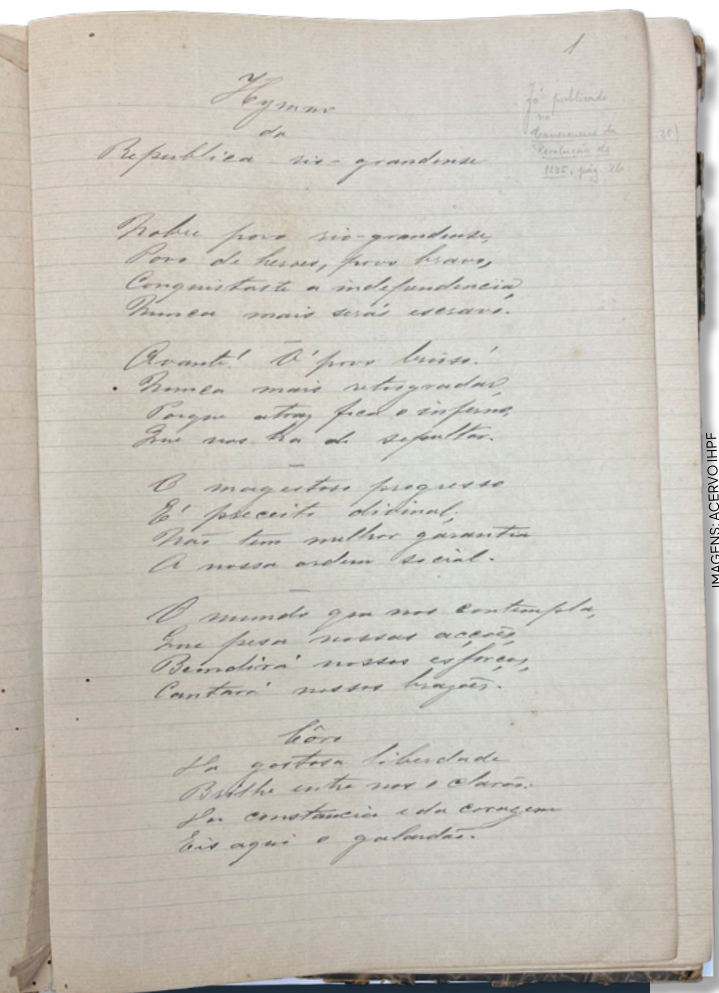 1
Hymno
da
Republica rio-grandense
Já publicado
no
Cancioneiro da
Revolução de
1835, pág. 26
Nobre povo rio-grandense,
Povo de heroes, povo bravo,
Conquistaste a independencia,
Nunca mais serás escravo.
Avante! Ó povo brioso!
Nunca mais retrogradar,
Porque atraz fica o inferno,
Que nos ha de sepultar.
O magestoso progresso
É preceito divinal;
Não tem melhor garantia
A nossa ordem social.
O mundo que nos contempla,
Que pesa nossas acções,
Bemdirá nossos esforços,
Cantará nossos brazões.
Côro
Da gostosa liberdade
Brilhe entre nos o clarão:
Da constancia e da coragem
Eis aqui o galardão.
IMAGENS: ACERVO IHPF